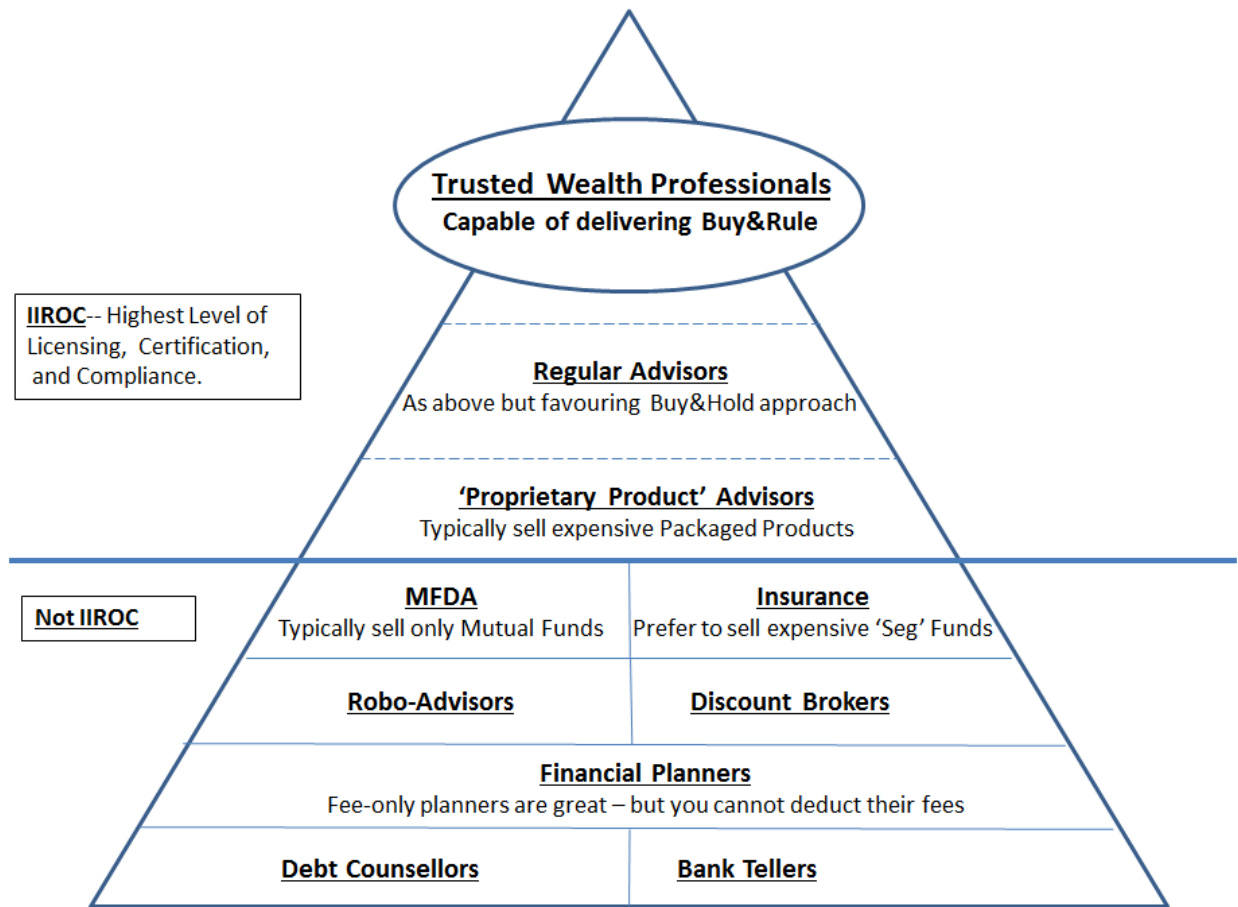 Trusted Wealth Professionals
Capable of delivering Buy&Rule
IIROC-- Highest Level of
Licensing, Certification,
and Compliance.
Regular Advisors
As above but favouring Buy&Hold approach
‘Proprietary Product’ Advisors
Typically sell expensive Packaged Products
Not IIROC
MFDA
Typically sell only Mutual Funds
Insurance
Prefer to sell expensive ‘Seg’ Funds
Robo-Advisors
Discount Brokers
Financial Planners
Fee-only planners are great – but you cannot deduct their fees
Debt Counsellors
Bank Tellers